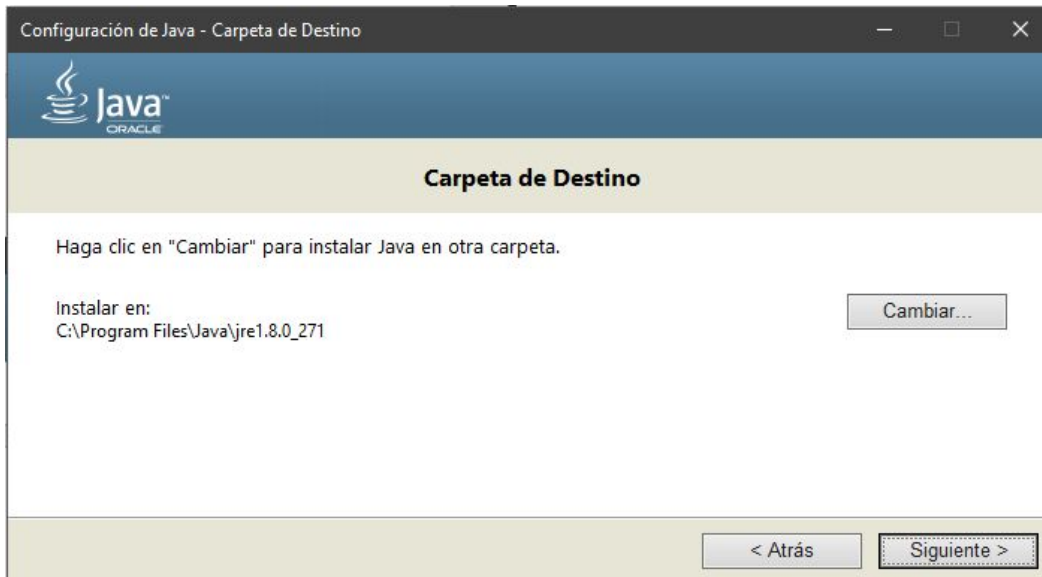 Configuración de Java - Carpeta de Destino
Java™
ORACLE
Carpeta de Destino
Haga clic en "Cambiar" para instalar Java en otra carpeta.
Instalar en:
Cambiar...
C:\Program Files\Java\jre1.8.0_271
< Atrás
Siguiente >